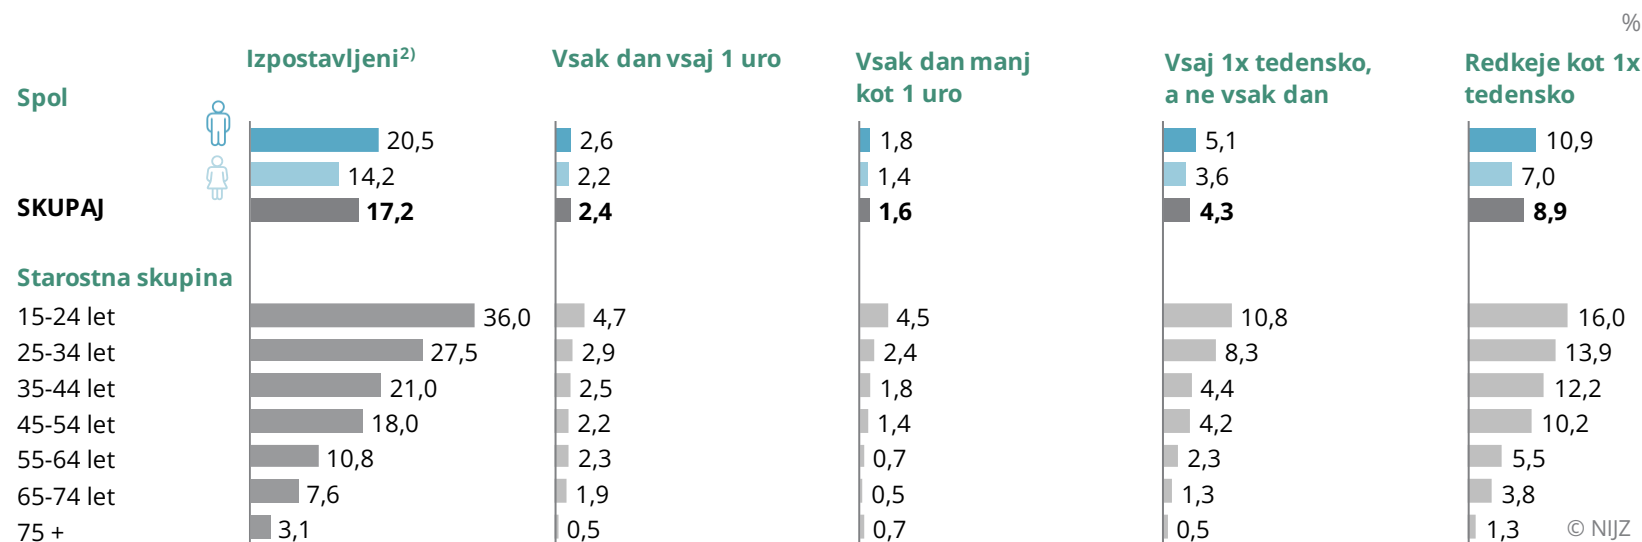 %
Izpostavljeni2)
Vsak dan vsaj 1 uro
Vsak dan manj
kot 1 uro
Vsaj 1x tedensko,
a ne vsak dan
Redkeje kot 1x
tedensko
Spol
20,5 2,6 1,8 5,1 10,9
14,2 2,2 1,4 3,6 7,0
SKUPAJ 17,2 2,4 1,6 4,3 8,9
Starostna skupina
15-24 let 36,0 4,7 4,5 10,8 16,0
25-34 let 27,5 2,9 2,4 8,3 13,9
35-44 let 21,0 2,5 1,8 4,4 12,2
45-54 let 18,0 2,2 1,4 4,2 10,2
55-64 let 10,8 2,3 0,7 2,3 5,5
65-74 let 7,6 1,9 0,5 1,3 3,8
75 + 3,1 0,5 0,7 0,5 1,3
© NIJZ